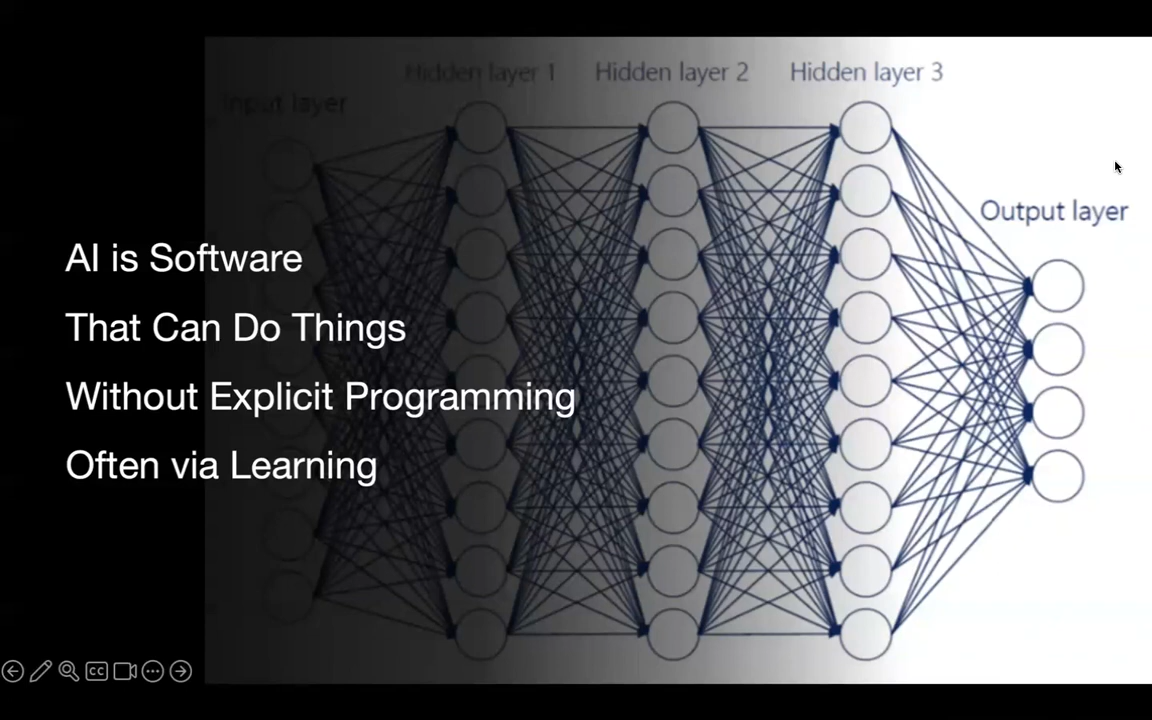 Hidden layer 1
Hidden layer 2
Hidden layer 3
Input layer
Output layer
AI is Software
That Can Do Things
Without Explicit Programming
Often via Learning
CC